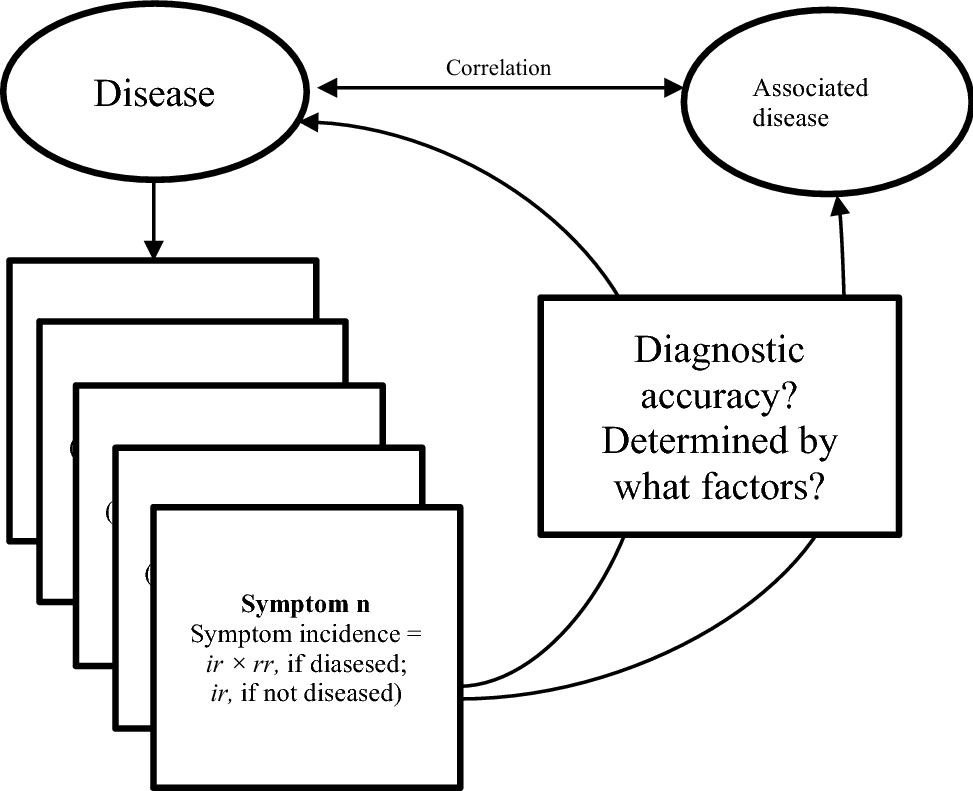 Disease
Correlation
Associated
disease
Diagnostic
accuracy?
Determined by
what factors?
(
(
(
Symptom n
Symptom incidence =
ir × rr, if diasesed;
ir, if not diseased)